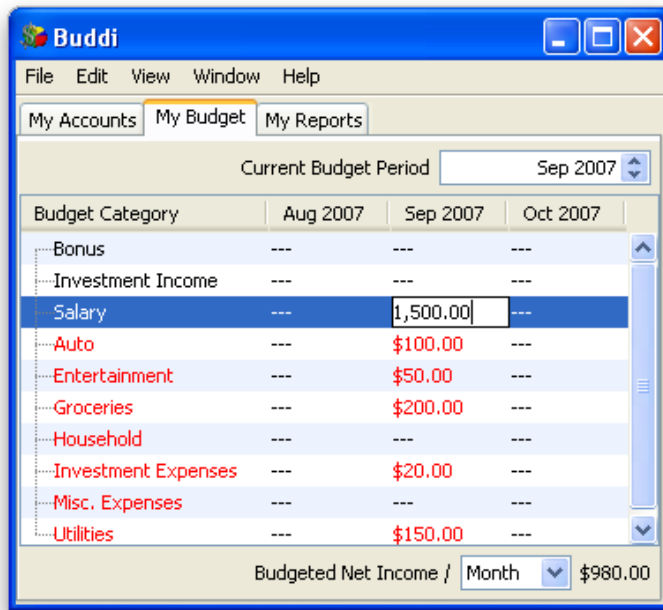 Buddi
File Edit View Window Help
My Accounts My Budget My Reports
Current Budget Period Sep 2007
Budget Category Aug 2007 Sep 2007 Oct 2007
Bonus --- --- ---
Investment Income --- --- ---
Salary --- 1,500.00 ---
Auto --- $100.00 ---
Entertainment --- $50.00 ---
Groceries --- $200.00 ---
Household --- --- ---
Investment Expenses --- $20.00 ---
Misc. Expenses --- --- ---
Utilities --- $150.00 ---
Budgeted Net Income / Month $980.00